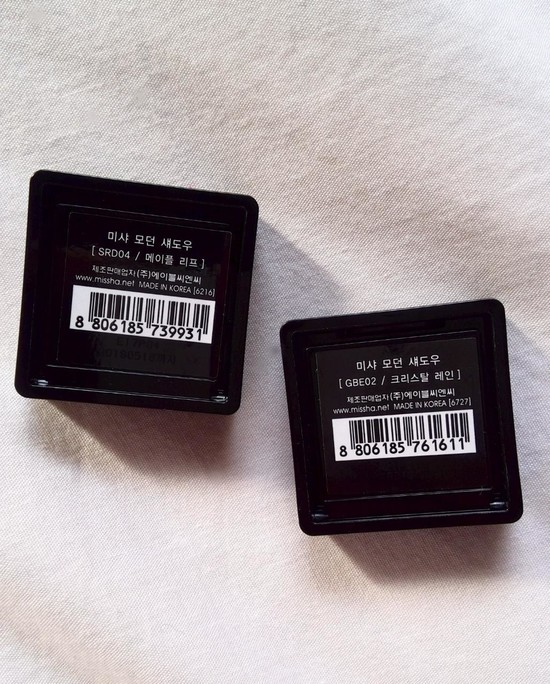 미샤 모던 섀도우
[ SRD04 / 메이플 리프 ]
제조판매업자 (주)에이블씨엔씨
www.missha.net MADE IN KOREA [6216]
8 806185 739931
미샤 모던 섀도우
[ GBE02 / 크리스탈 레인 ]
제조판매업자 (주)에이블씨엔씨
www.missha.net MADE IN KOREA [6727]
8 806185 761611